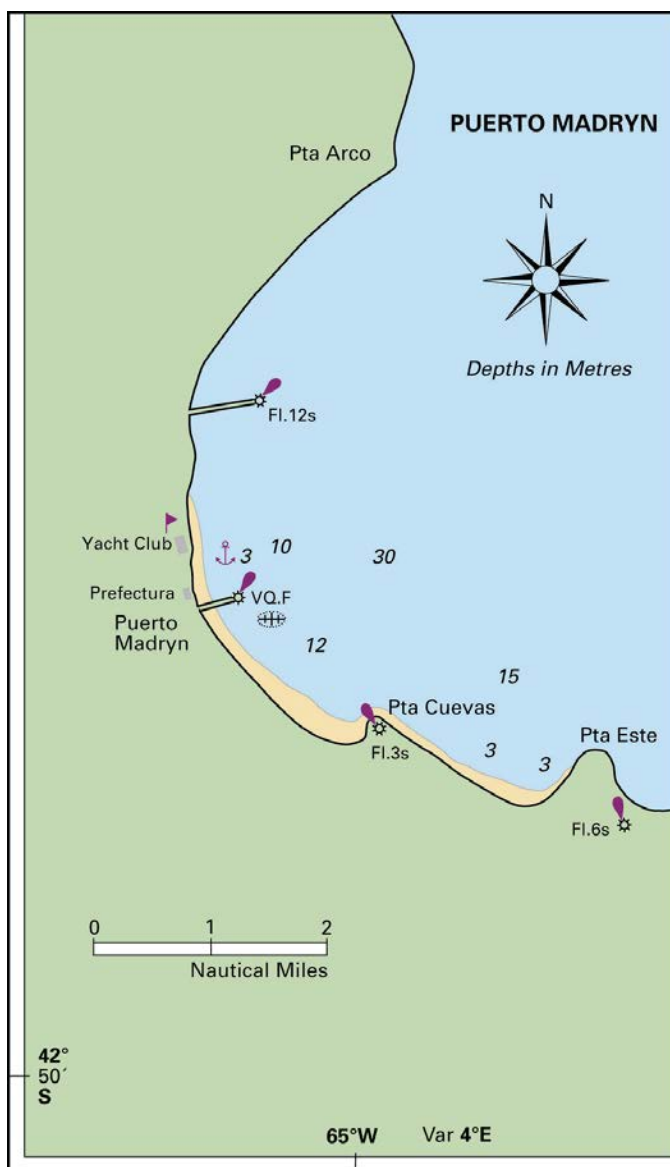 PUERTO MADRYN
Pta Arco
N
Depths in Metres
Fl.12s
Yacht Club
3
10
30
Prefectura
VQ.F
Puerto
Madryn
12
15
Pta Cuevas
Pta Este
Fl.3s
3
3
Fl.6s
0 1 2
Nautical Miles
42°
50´
S
65°W Var 4°E